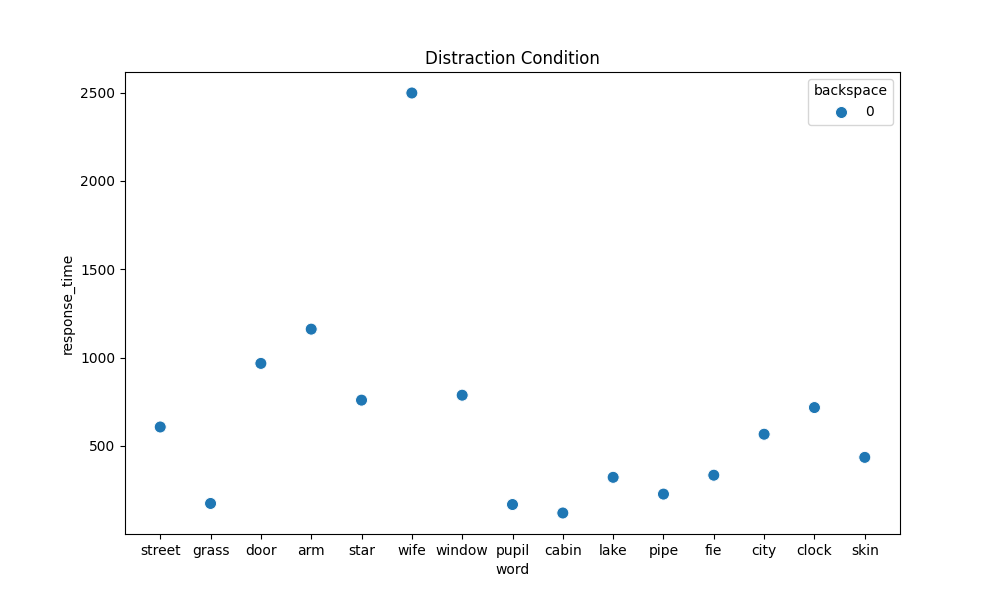 Distraction Condition
backspace
0
response_time
2500
2000
1500
1000
500
street grass door arm star wife window pupil cabin lake pipe fie city clock skin
word